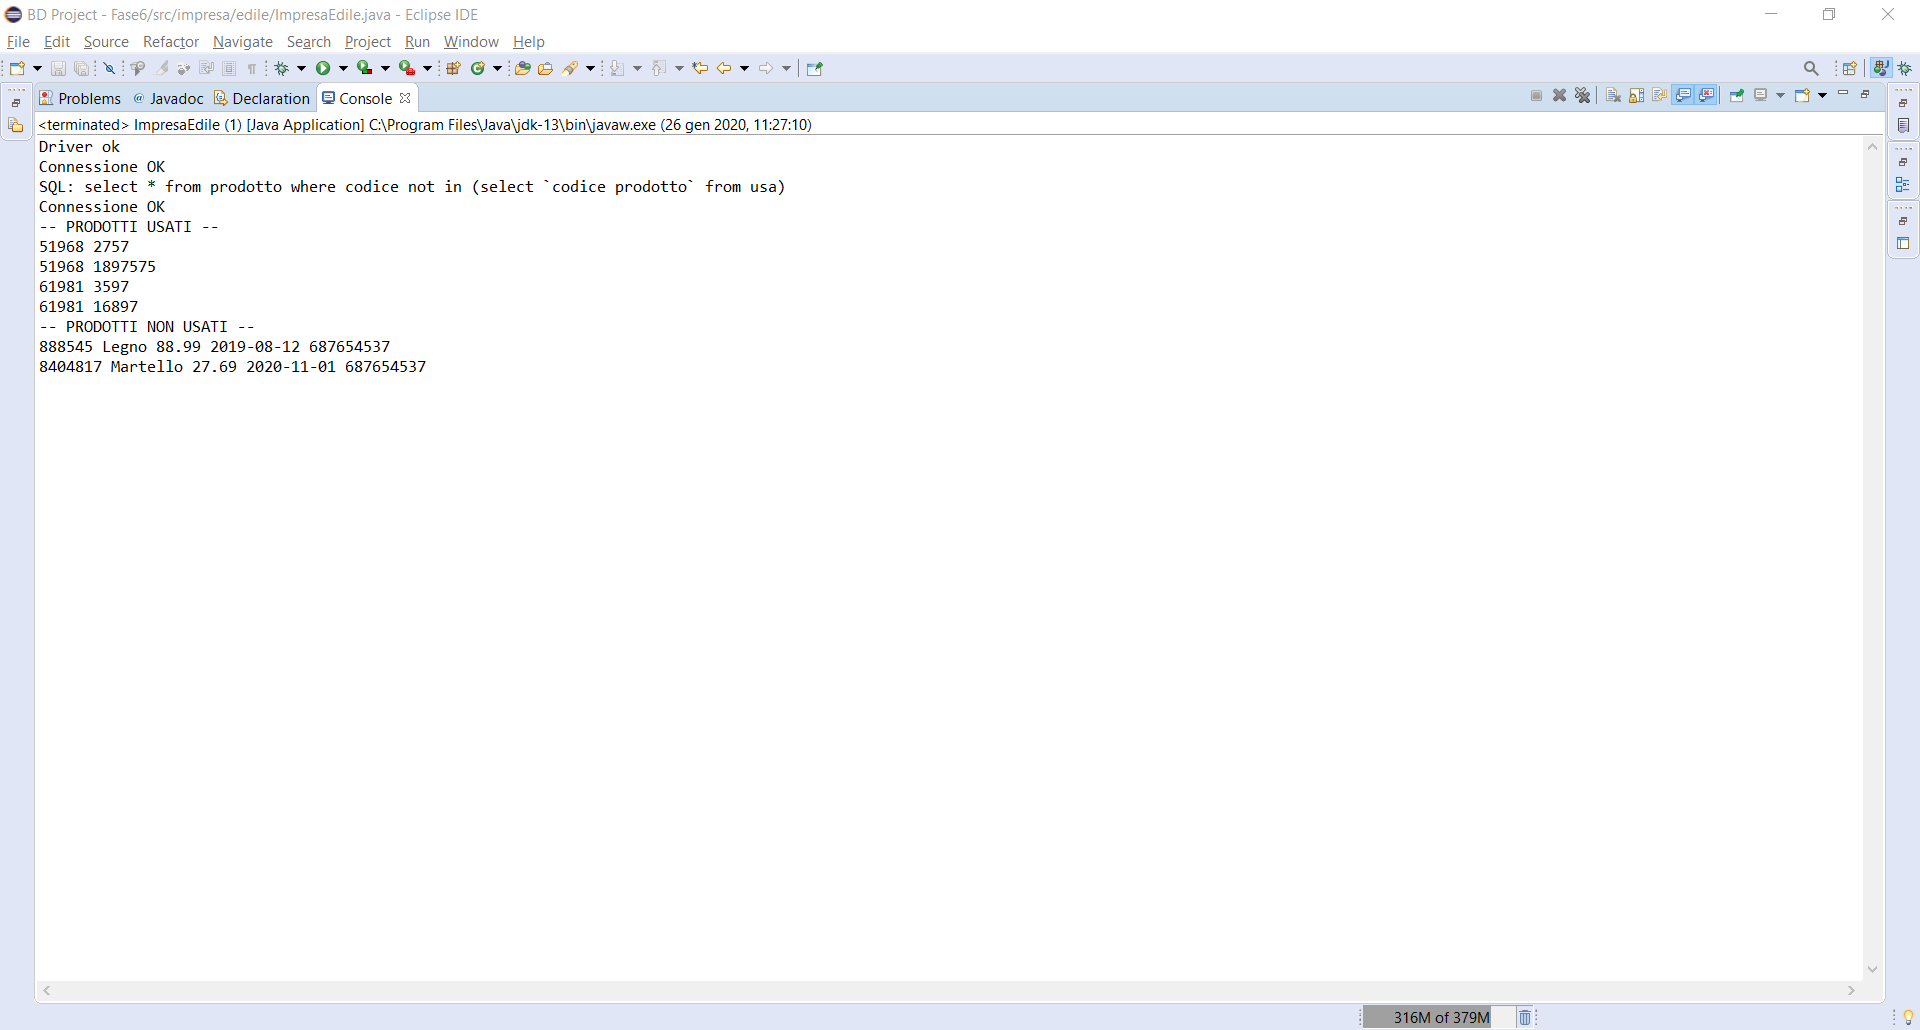 BD Project - Fase6/src/impresa/edile/ImpresaEdile.java - Eclipse IDE
File Edit Source Refactor Navigate Search Project Run Window Help
Problems @ Javadoc Declaration Console
<terminated> ImpresaEdile (1) [Java Application] C:\Program Files\Java\jdk-13\bin\javaw.exe (26 gen 2020, 11:27:10)
Driver ok
Connessione OK
SQL: select * from prodotto where codice not in (select `codice prodotto` from usa)
Connessione OK
-- PRODOTTI USATI --
51968 2757
51968 1897575
61981 3597
61981 16897
-- PRODOTTI NON USATI --
888545 Legno 88.99 2019-08-12 687654537
8404817 Martello 27.69 2020-11-01 687654537
316M of 379M